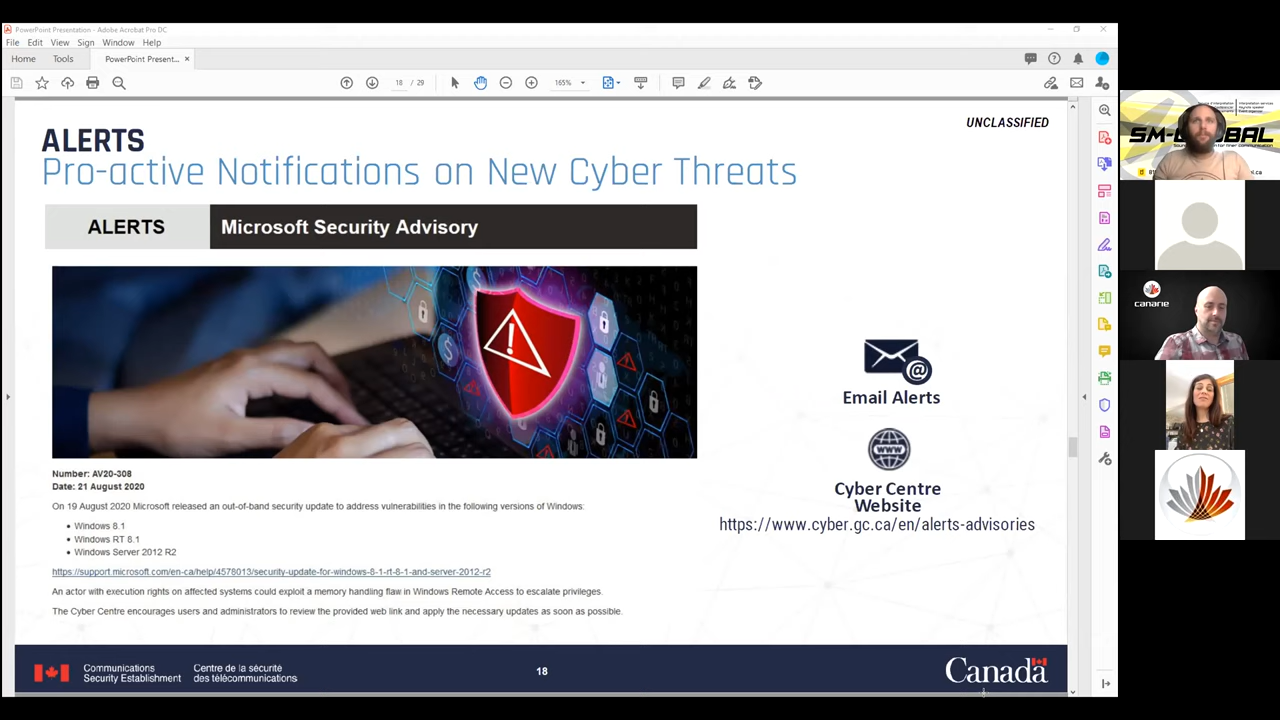 PowerPoint Presentation - Adobe Acrobat Pro DC
File Edit View Sign Window Help
Home Tools PowerPoint Present... ×
18 / 29 165%
UNCLASSIFIED
ALERTS
Pro-active Notifications on New Cyber Threats
ALERTS Microsoft Security Advisory
Number: AV20-308
Date: 21 August 2020
On 19 August 2020 Microsoft released an out-of-band security update to address vulnerabilities in the following versions of Windows:
• Windows 8.1
• Windows RT 8.1
• Windows Server 2012 R2
https://support.microsoft.com/en-ca/help/4578013/security-update-for-windows-8-1-rt-8-1-and-server-2012-r2
An actor with execution rights on affected systems could exploit a memory handling flaw in Windows Remote Access to escalate privileges.
The Cyber Centre encourages users and administrators to review the provided web link and apply the necessary updates as soon as possible.
@
Email Alerts
WWW
Cyber Centre
Website
https://www.cyber.gc.ca/en/alerts-advisories
Communications
Security Establishment
Centre de la sécurité
des télécommunications
18
Canada
SM-GLOBAL
canarie